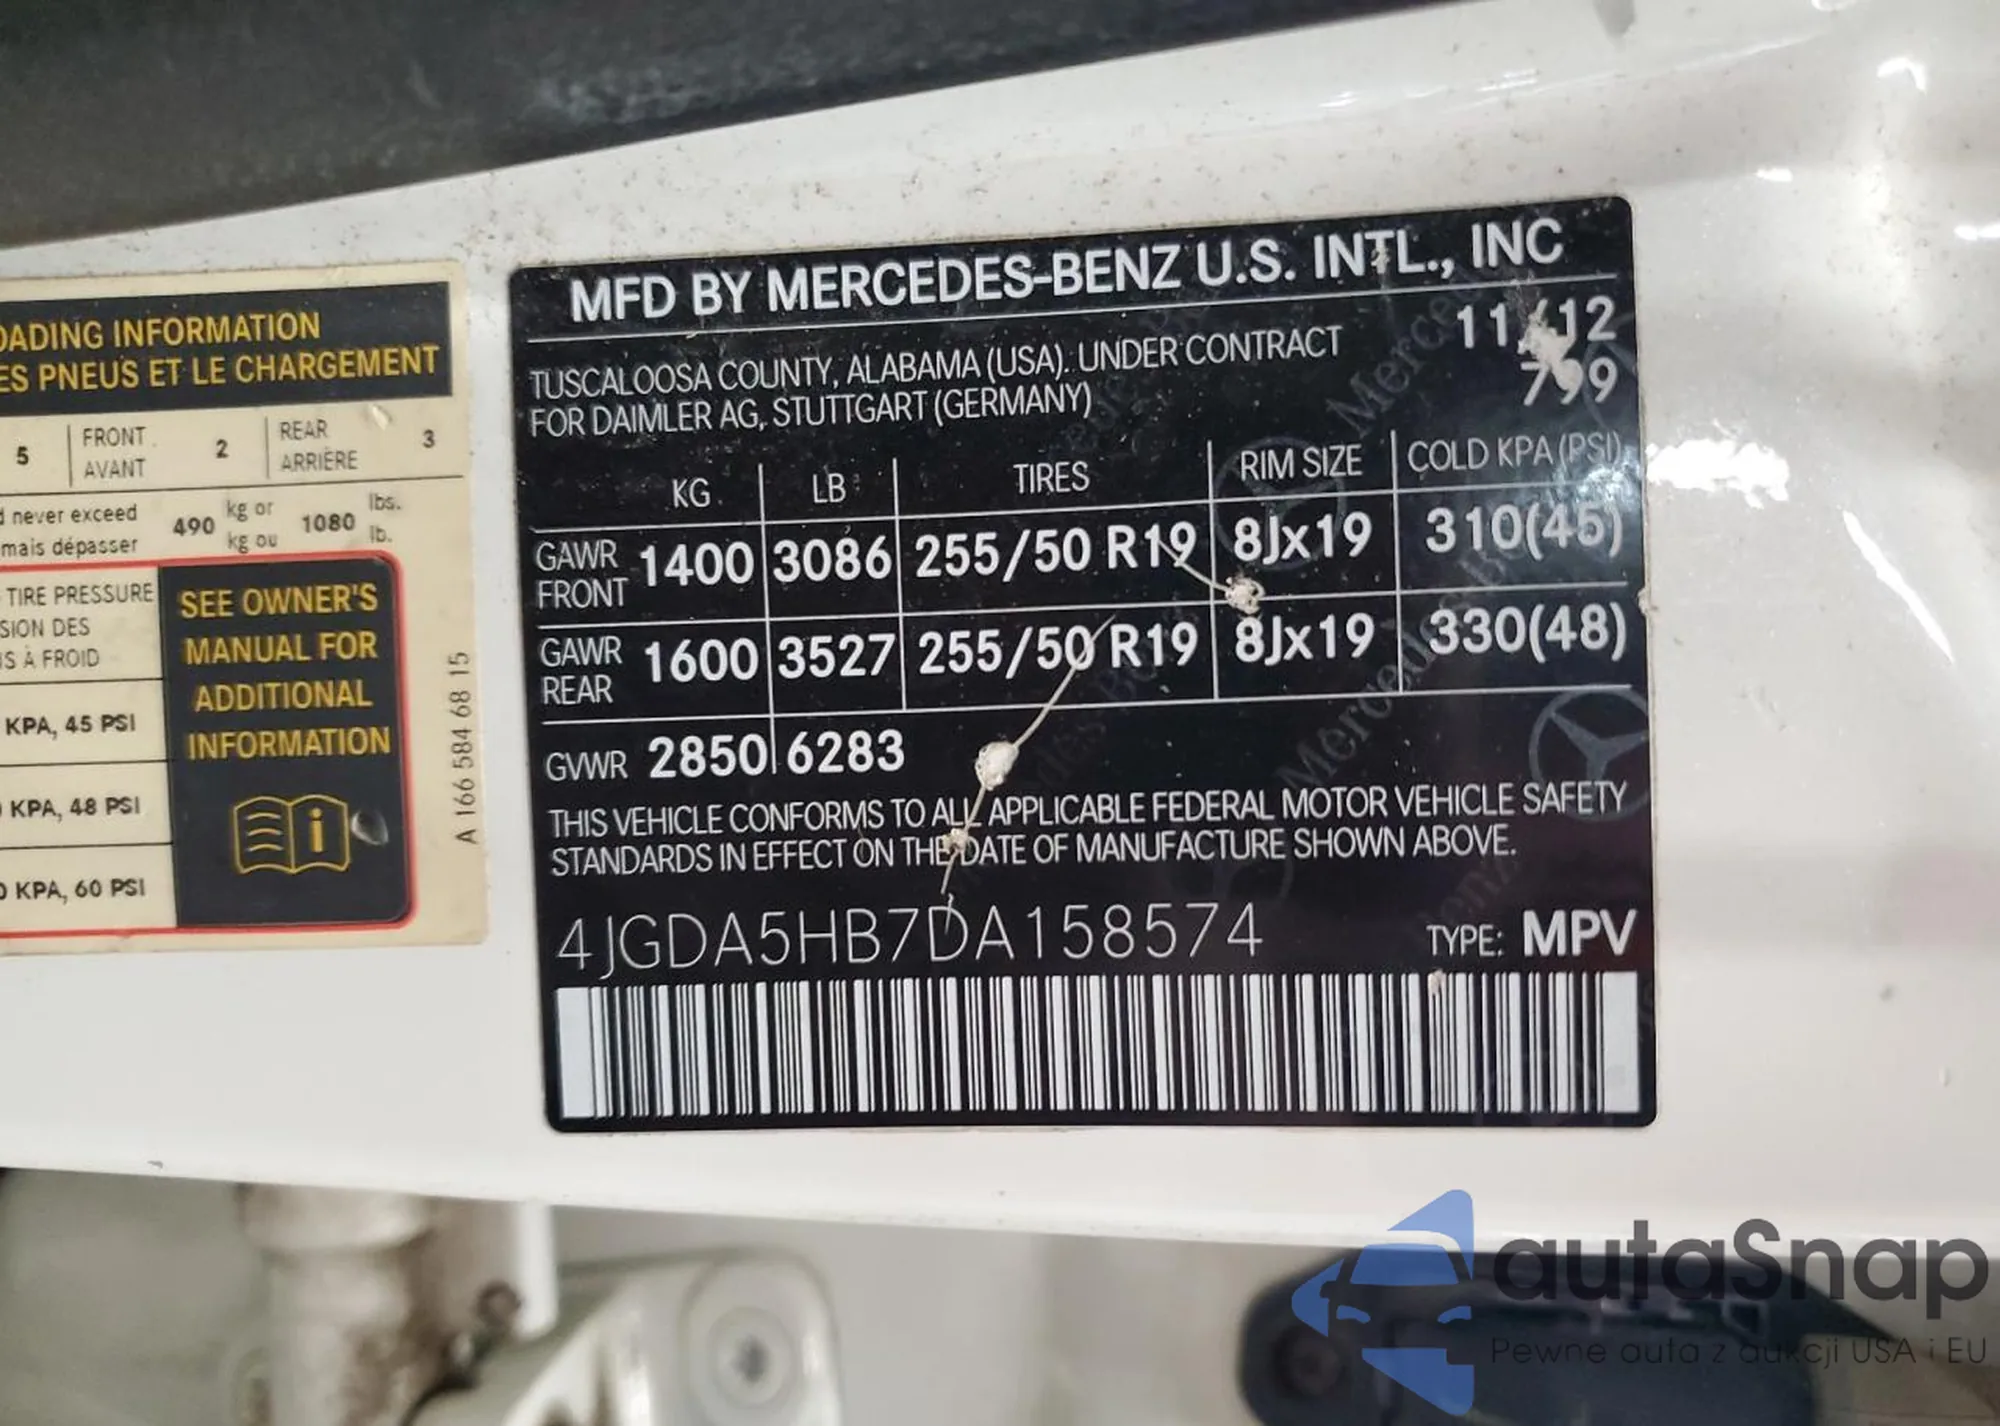 OADING INFORMATION
ES PNEUS ET LE CHARGEMENT
5 FRONT AVANT 2 REAR ARRIÈRE 3
never exceed 490 kg or 1080 lbs.
mais dépasser kg ou lb.
TIRE PRESSURE
SION DES
S À FROID
KPA, 45 PSI
KPA, 48 PSI
0 KPA, 60 PSI
SEE OWNER'S
MANUAL FOR
ADDITIONAL
INFORMATION
i
A 166 584 68 15
MFD BY MERCEDES-BENZ U.S. INTL., INC
TUSCALOOSA COUNTY, ALABAMA (USA). UNDER CONTRACT 11/12
FOR DAIMLER AG, STUTTGART (GERMANY) 799
KG LB TIRES RIM SIZE COLD KPA (PSI)
GAWR FRONT 1400 3086 255/50 R19 8Jx19 310(45)
GAWR REAR 1600 3527 255/50 R19 8Jx19 330(48)
GVWR 2850 6283
THIS VEHICLE CONFORMS TO ALL APPLICABLE FEDERAL MOTOR VEHICLE SAFETY
STANDARDS IN EFFECT ON THE DATE OF MANUFACTURE SHOWN ABOVE.
4JGDA5HB7DA158574 TYPE: MPV
autaSnap
Pewne auta z aukcji USA i EU